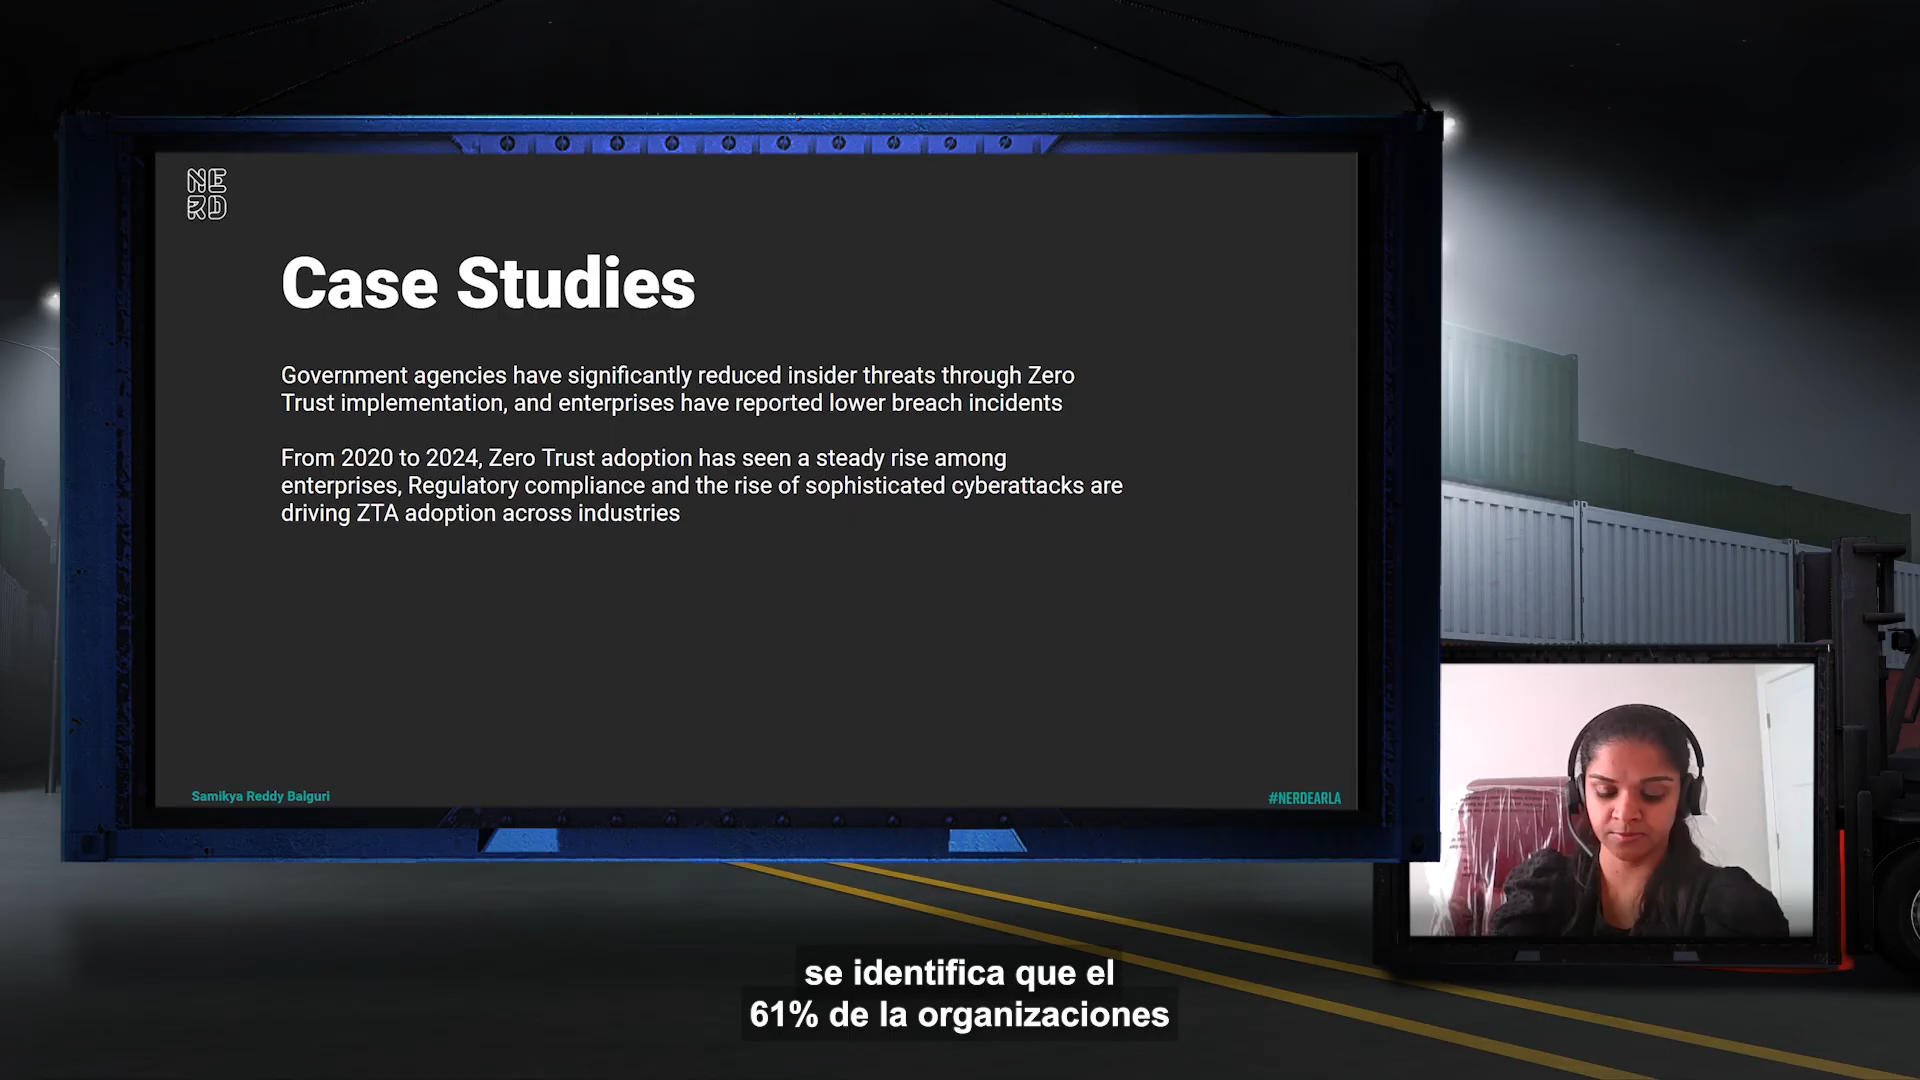 NE
RD
Case Studies
Government agencies have significantly reduced insider threats through Zero
Trust implementation, and enterprises have reported lower breach incidents
From 2020 to 2024, Zero Trust adoption has seen a steady rise among
enterprises, Regulatory compliance and the rise of sophisticated cyberattacks are
driving ZTA adoption across industries
Samikya Reddy Balguri
#NERDEARLA
se identifica que el
61% de la organizaciones